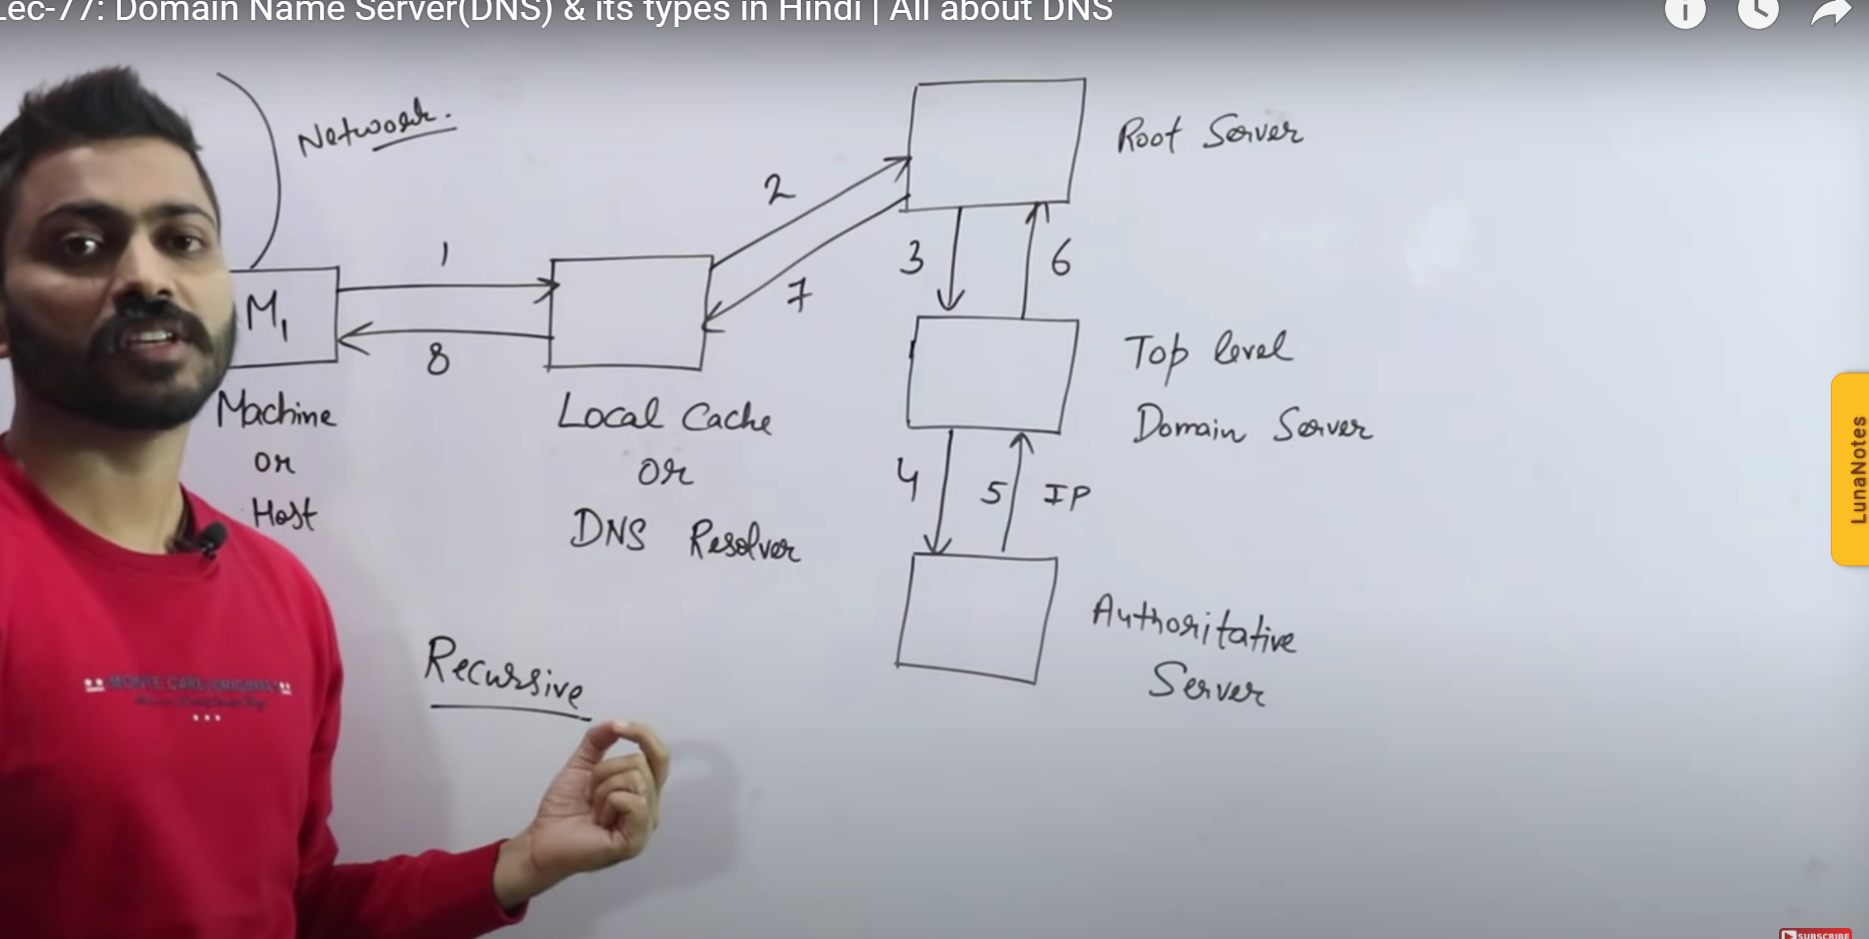 Lec-77: Domain Name Server(DNS) & its types in Hindi | All about DNS
Network.
Root Server
2
1
3
6
7
M1
8
Top level
Domain Server
Machine
or
Host
Local Cache
or
DNS Resolver
4
5
IP
Authoritative
Server
Recursive
MONTE CARLO ORIGINAL
LunaNotes
SUBSCRIBE